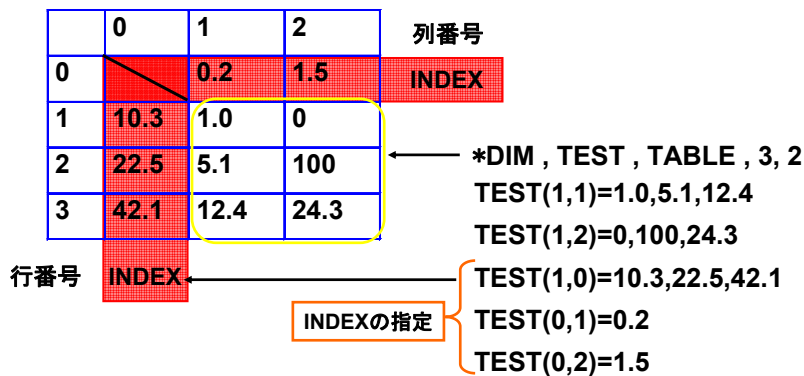 0 1 2 列番号
0 0.2 1.5 INDEX
1 10.3 1.0 0
2 22.5 5.1 100
3 42.1 12.4 24.3
行番号 INDEX
*DIM , TEST , TABLE , 3, 2
TEST(1,1)=1.0,5.1,12.4
TEST(1,2)=0,100,24.3
TEST(1,0)=10.3,22.5,42.1
INDEXの指定
TEST(0,1)=0.2
TEST(0,2)=1.5